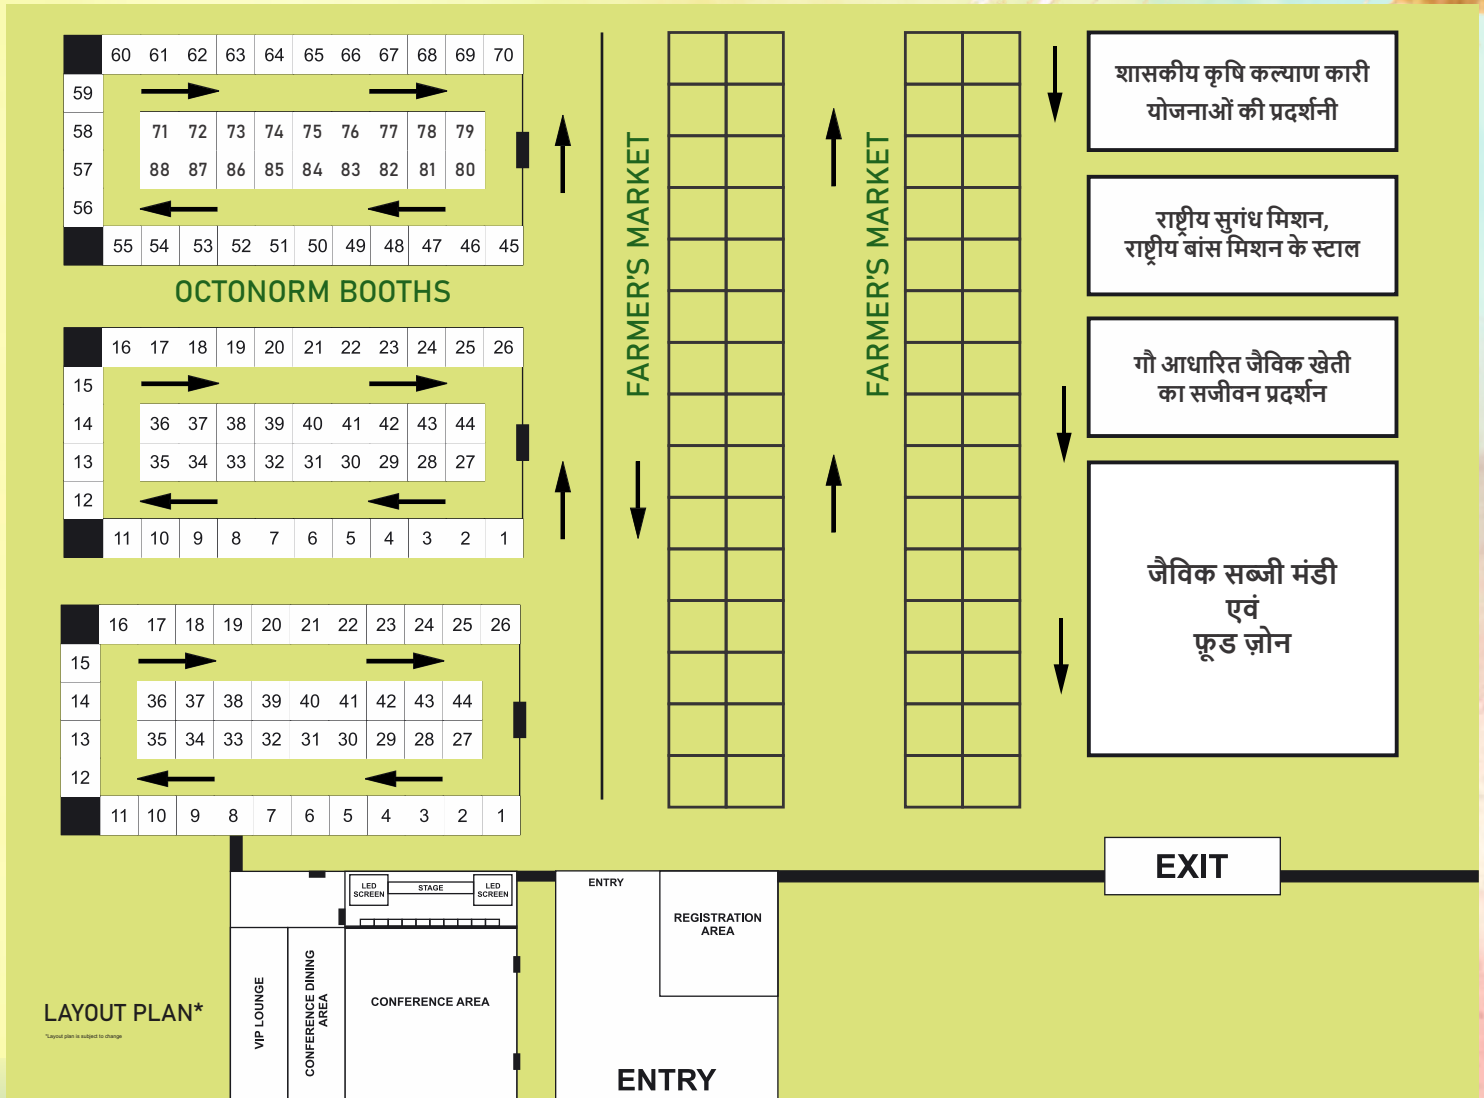 60 61 62 63 64 65 66 67 68 69 70
59
58
57
56
71 72 73 74 75 76 77 78 79
88 87 86 85 84 83 82 81 80
55 54 53 52 51 50 49 48 47 46 45
OCTONORM BOOTHS
16 17 18 19 20 21 22 23 24 25 26
15
14
13
12
36 37 38 39 40 41 42 43 44
35 34 33 32 31 30 29 28 27
11 10 9 8 7 6 5 4 3 2 1
16 17 18 19 20 21 22 23 24 25 26
15
14
13
12
36 37 38 39 40 41 42 43 44
35 34 33 32 31 30 29 28 27
11 10 9 8 7 6 5 4 3 2 1
FARMER'S MARKET
FARMER'S MARKET
शासकीय कृषि कल्याण कारी
योजनाओं की प्रदर्शनी
राष्ट्रीय सुगंध मिशन,
राष्ट्रीय बांस मिशन के स्टाल
गौ आधारित जैविक खेती
का सजीवन प्रदर्शन
जैविक सब्जी मंडी
एवं
फ़ूड ज़ोन
EXIT
LED
SCREEN
STAGE
LED
SCREEN
ENTRY
REGISTRATION
AREA
VIP LOUNGE
CONFERENCE DINING
AREA
CONFERENCE AREA
ENTRY
LAYOUT PLAN*
*Layout plan is subject to change